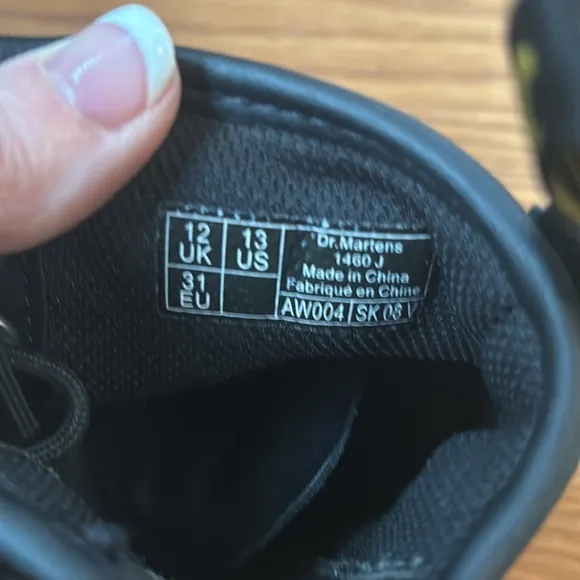 12 UK
13 US
31 EU
Dr.Martens
1460 J
Made in China
Fabriqué en Chine
AW004 SK 08 V